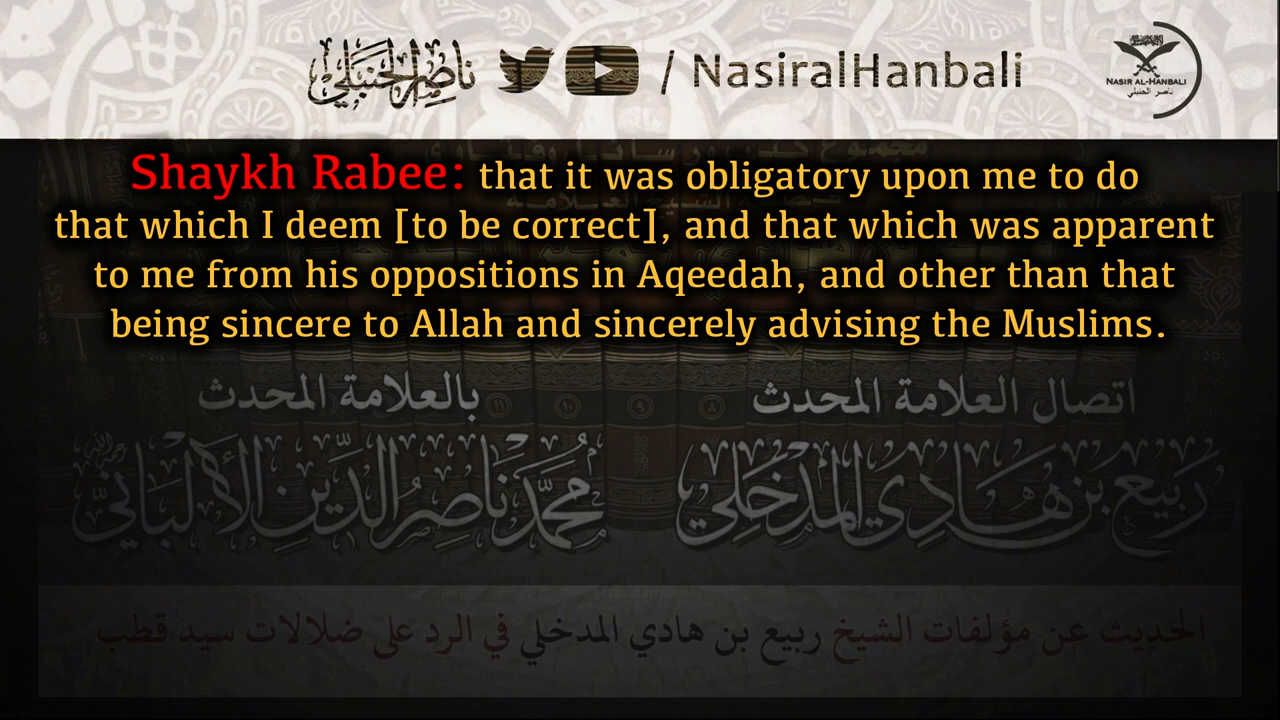 ناصر الحنبلي / NasiralHanbali
NASIR AL-HANBALI
ناصر الحنبلي
Shaykh Rabee: that it was obligatory upon me to do
that which I deem [to be correct], and that which was apparent
to me from his oppositions in Aqeedah, and other than that
being sincere to Allah and sincerely advising the Muslims.
اتصال العلامة المحدث
ربيع بن هادي المدخلي
بالعلامة المحدث
محمد ناصر الدين الألباني
الحديث عن مؤلفات الشيخ ربيع بن هادي المدخلي في الرد على ضلالات سيد قطب